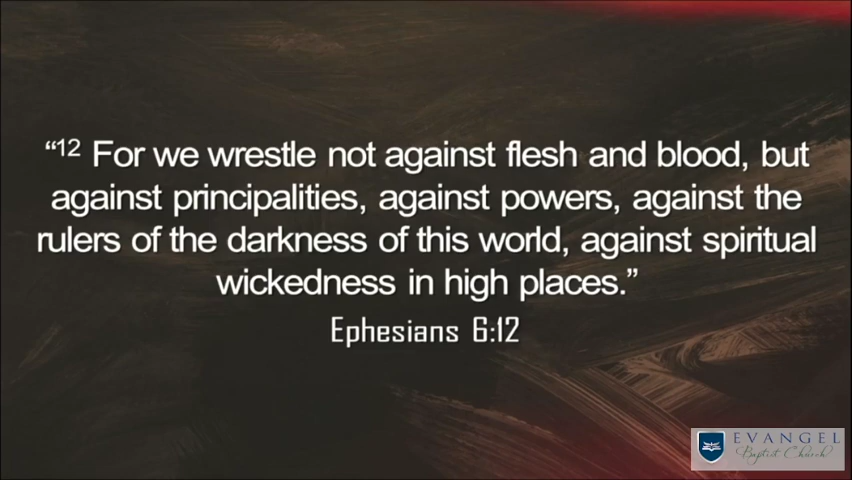 “12 For we wrestle not against flesh and blood, but
against principalities, against powers, against the
rulers of the darkness of this world, against spiritual
wickedness in high places.”
Ephesians 6:12
EVANGEL
Baptist Church